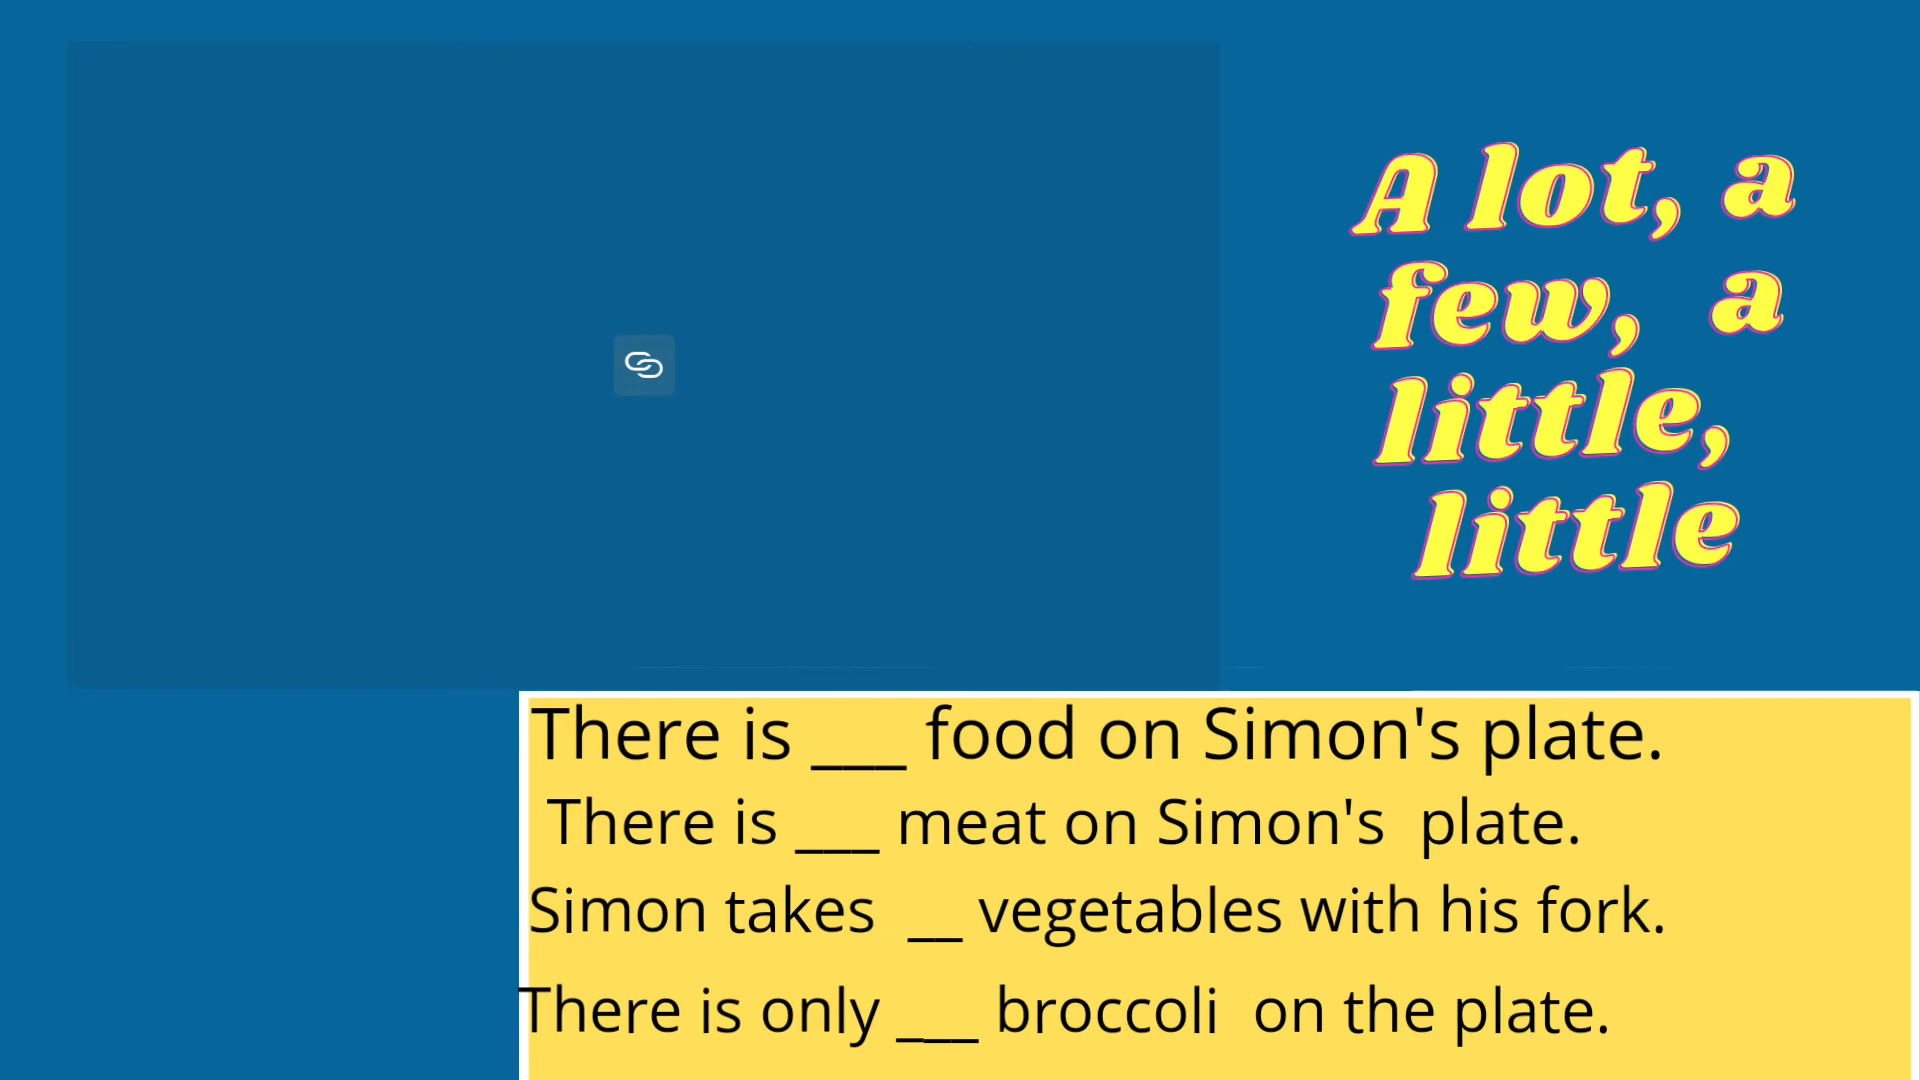 A lot, a
few, a
little,
little
There is ___ food on Simon's plate.
There is ___ meat on Simon's plate.
Simon takes __ vegetables with his fork.
There is only ___ broccoli on the plate.